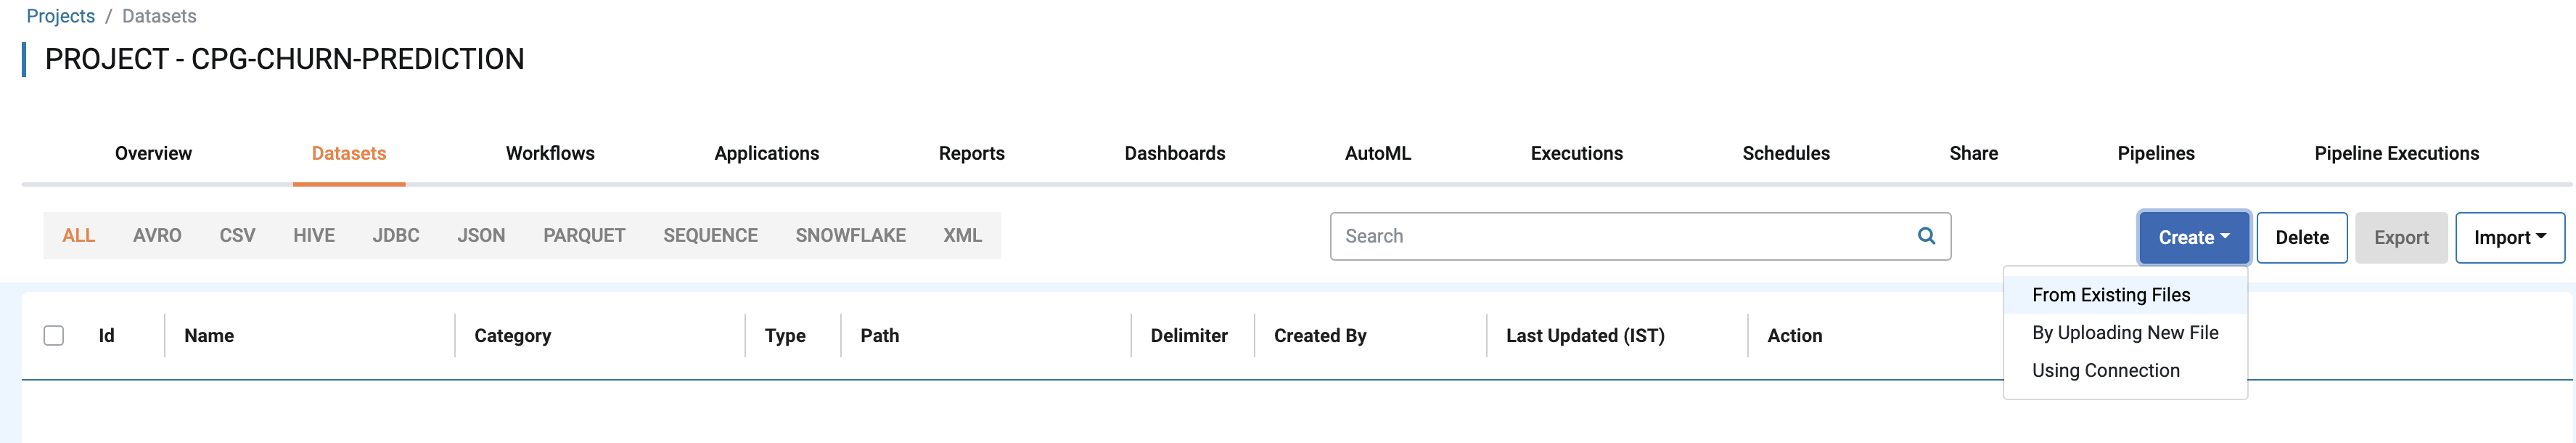 Projects / Datasets
PROJECT - CPG-CHURN-PREDICTION
Overview Datasets Workflows Applications Reports Dashboards AutoML Executions Schedules Share Pipelines Pipeline Executions
ALL AVRO CSV HIVE JDBC JSON PARQUET SEQUENCE SNOWFLAKE XML Search Create Delete Export Import
From Existing Files
By Uploading New File
Using Connection
Id Name Category Type Path Delimiter Created By Last Updated (IST) Action